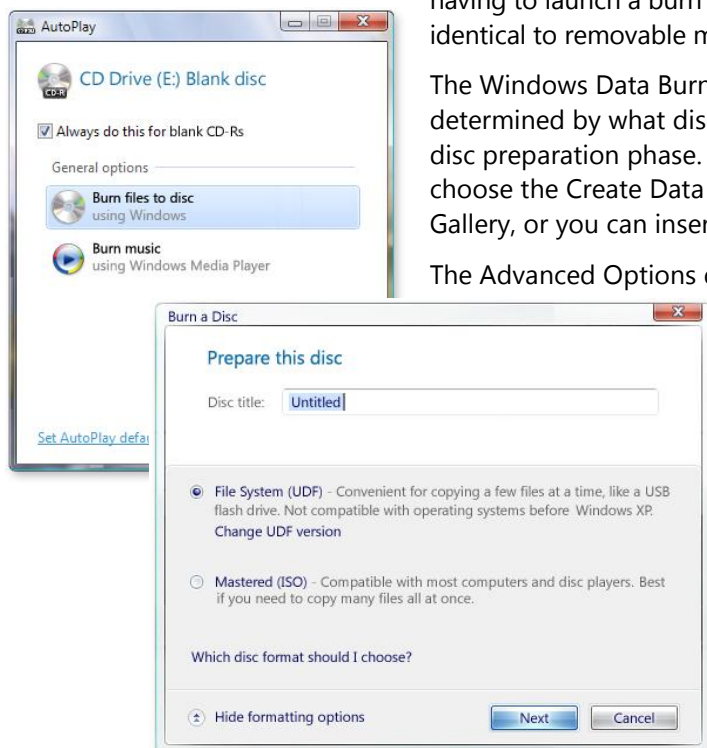 having to launch a burn
identical to removable
The Windows Data Burn
determined by what
disc preparation phase.
choose the Create Data
Gallery, or you can
The Advanced Options
AutoPlay
CD Drive (E:) Blank disc
CD-R
Always do this for blank CD-Rs
General options
Burn files to disc
using Windows
Burn music
using Windows Media Player
Set AutoPlay
Burn a Disc
Prepare this disc
Disc title: Untitled
File System (UDF) - Convenient for copying a few files at a time, like a USB
flash drive. Not compatible with operating systems before Windows XP.
Change UDF version
Mastered (ISO) - Compatible with most computers and disc players. Best
if you need to copy many files all at once.
Which disc format should I choose?
Hide formatting options
Next
Cancel